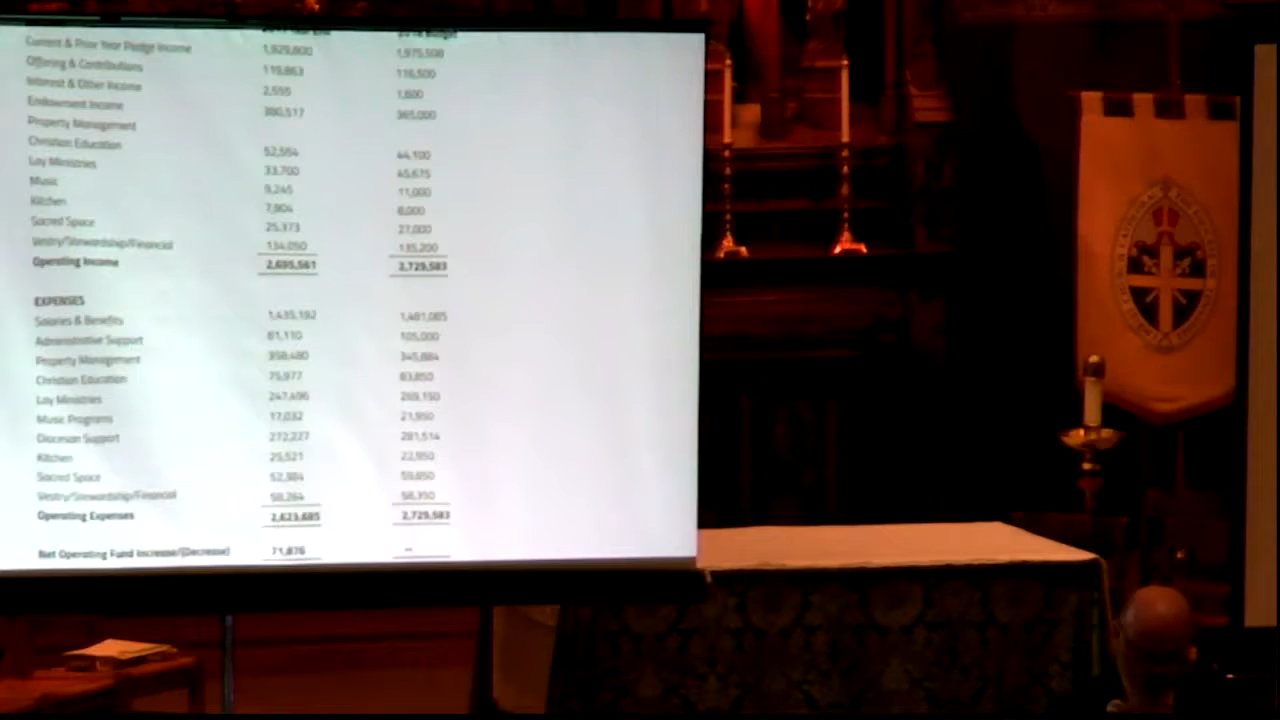 Current & Prior Year Pledge Income 1,929,800 1,975,508
Offering & Contributions 119,863 116,500
Interest & Other Income 2,555 1,600
Endowment Income 380,517 365,000
Property Management
Christian Education 52,554 44,100
Lay Ministries 33,700 45,675
Music 9,245 11,000
Kitchen 7,904 8,000
Sacred Space 25,373 27,000
Vestry/Stewardship/Financial 134,050 135,200
Operating Income 2,695,561 2,729,583
EXPENSES
Salaries & Benefits 1,435,192 1,481,085
Administrative Support 81,110 105,000
Property Management 358,480 345,884
Christian Education 75,977 83,850
Lay Ministries 247,496 269,150
Music Programs 17,032 21,950
Diocesan Support 272,227 281,514
Kitchen 25,521 22,950
Sacred Space 52,384 59,850
Vestry/Stewardship/Financial 58,264 58,350
Operating Expenses 2,623,685 2,729,583
Net Operating Fund Increase/(Decrease) 71,876 --